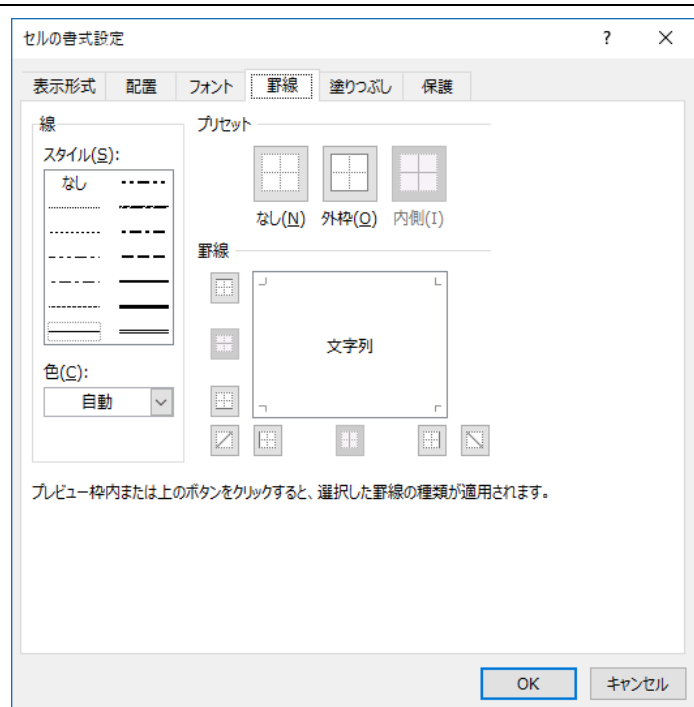 セルの書式設定
表示形式 配置 フォント 罫線 塗りつぶし 保護
線
スタイル(S):
なし
色(C):
自動
プリセット
なし(N) 外枠(O) 内側(I)
罫線
文字列
プレビュー枠内または上のボタンをクリックすると、選択した罫線の種類が適用されます。
OK キャンセル